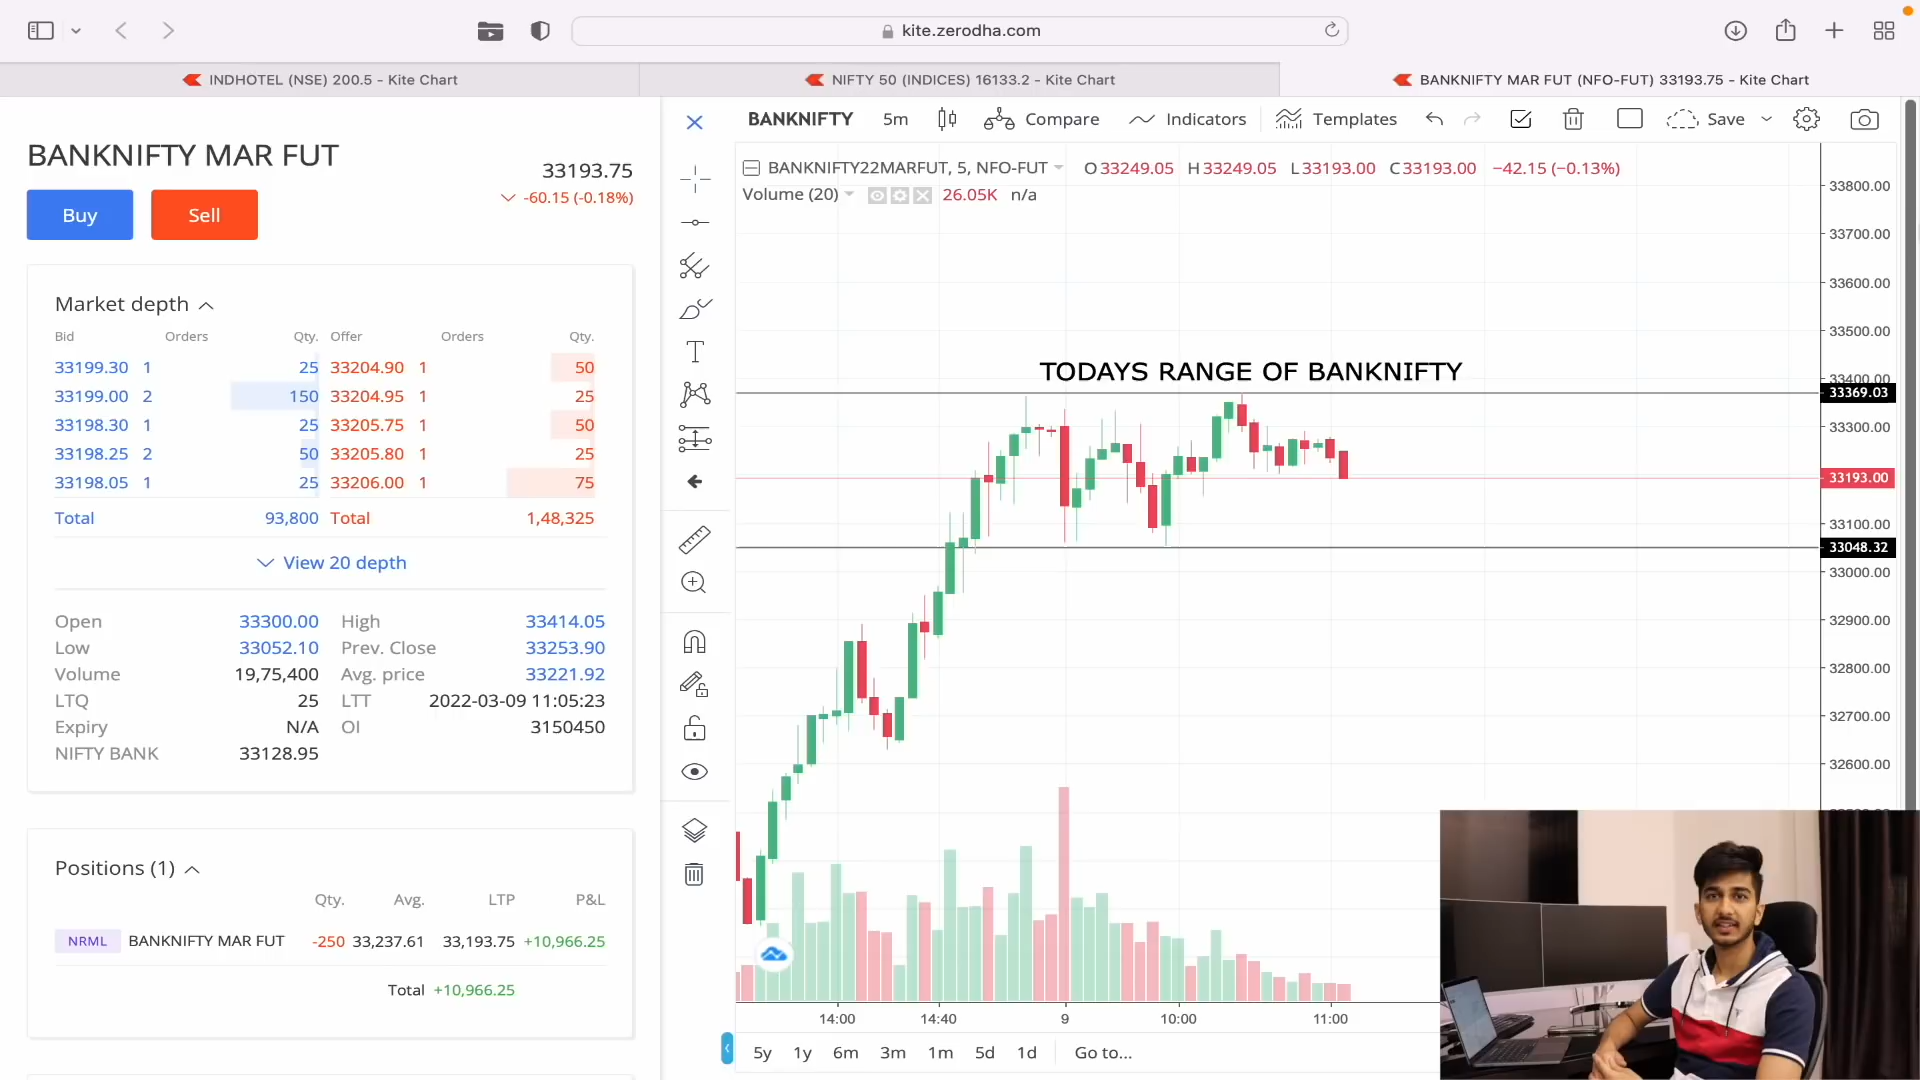 kite.zerodha.com
INDHOTEL (NSE) 200.5 - Kite Chart
NIFTY 50 (INDICES) 16133.2 - Kite Chart
BANKNIFTY MAR FUT (NFO-FUT) 33193.75 - Kite Chart
BANKNIFTY MAR FUT
33193.75
-60.15 (-0.18%)
Buy
Sell
Market depth
Bid Orders Qty. Offer Orders Qty.
33199.30 1 25 33204.90 1 50
33199.00 2 150 33204.95 1 25
33198.30 1 25 33205.75 1 50
33198.25 2 50 33205.80 1 25
33198.05 1 25 33206.00 1 75
Total 93,800 Total 1,48,325
View 20 depth
Open 33300.00 High 33414.05
Low 33052.10 Prev. Close 33253.90
Volume 19,75,400 Avg. price 33221.92
LTQ 25 LTT 2022-03-09 11:05:23
Expiry N/A OI 3150450
NIFTY BANK 33128.95
Positions (1)
Qty. Avg. LTP P&L
NRML BANKNIFTY MAR FUT -250 33,237.61 33,193.75 +10,966.25
Total +10,966.25
BANKNIFTY 5m Compare Indicators Templates Save
BANKNIFTY22MARFUT, 5, NFO-FUT O33249.05 H33249.05 L33193.00 C33193.00 −42.15 (−0.13%)
Volume (20) 26.05K n/a
TODAYS RANGE OF BANKNIFTY
33800.00
33700.00
33600.00
33500.00
33400.00
33369.03
33300.00
33193.00
33100.00
33048.32
33000.00
32900.00
32800.00
32700.00
32600.00
14:00 14:40 9 10:00 11:00
5y 1y 6m 3m 1m 5d 1d Go to...